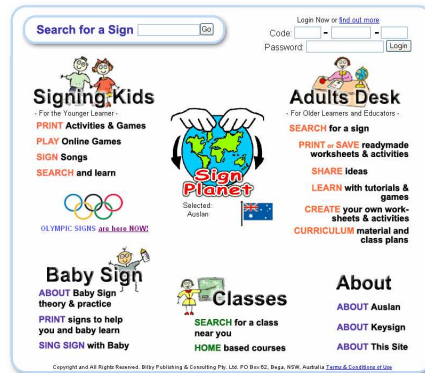 Search for a Sign Go
Login Now or find out more
Code: - -
Password: Login
Signing Kids
- For the Younger Learner -
PRINT Activities & Games
PLAY Online Games
SIGN Songs
SEARCH and learn
OLYMPIC SIGNS are here NOW!
Sign
Planet
Selected:
Auslan
Adults Desk
- For Older Learners and Educators -
SEARCH for a sign
PRINT or SAVE readymade
worksheets & activities
SHARE ideas
LEARN with tutorials &
games
CREATE your own work-
sheets & activities
CURRICULUM material and
class plans
Baby Sign
ABOUT Baby Sign
theory & practice
PRINT signs to help
you and baby learn
SING SIGN with Baby
Classes
SEARCH for a class
near you
HOME based courses
About
ABOUT Auslan
ABOUT Keysign
ABOUT This Site
Copyright and All Rights Reserved. Bilby Publishing & Consulting Pty. Ltd. PO Box 62, Bega, NSW, Australia Terms & Conditions of Use